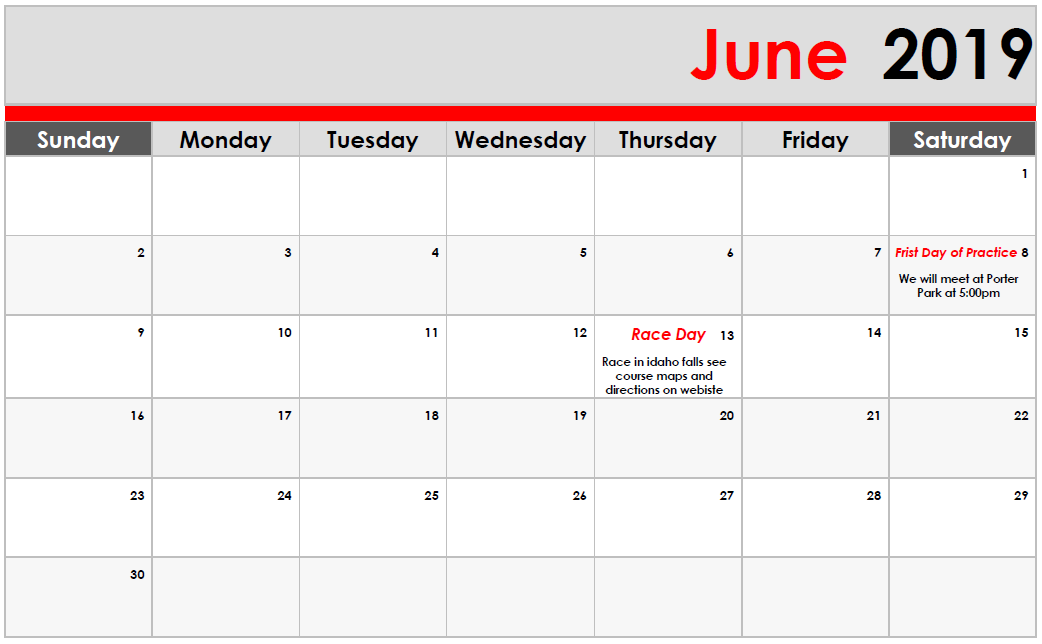 June 2019
Sunday Monday Tuesday Wednesday Thursday Friday Saturday
1
2 3 4 5 6 7 Frist Day of Practice 8
We will meet at Porter
Park at 5:00pm
9 10 11 12 Race Day 13 14 15
Race in idaho falls see
course maps and
directions on webiste
16 17 18 19 20 21 22
23 24 25 26 27 28 29
30